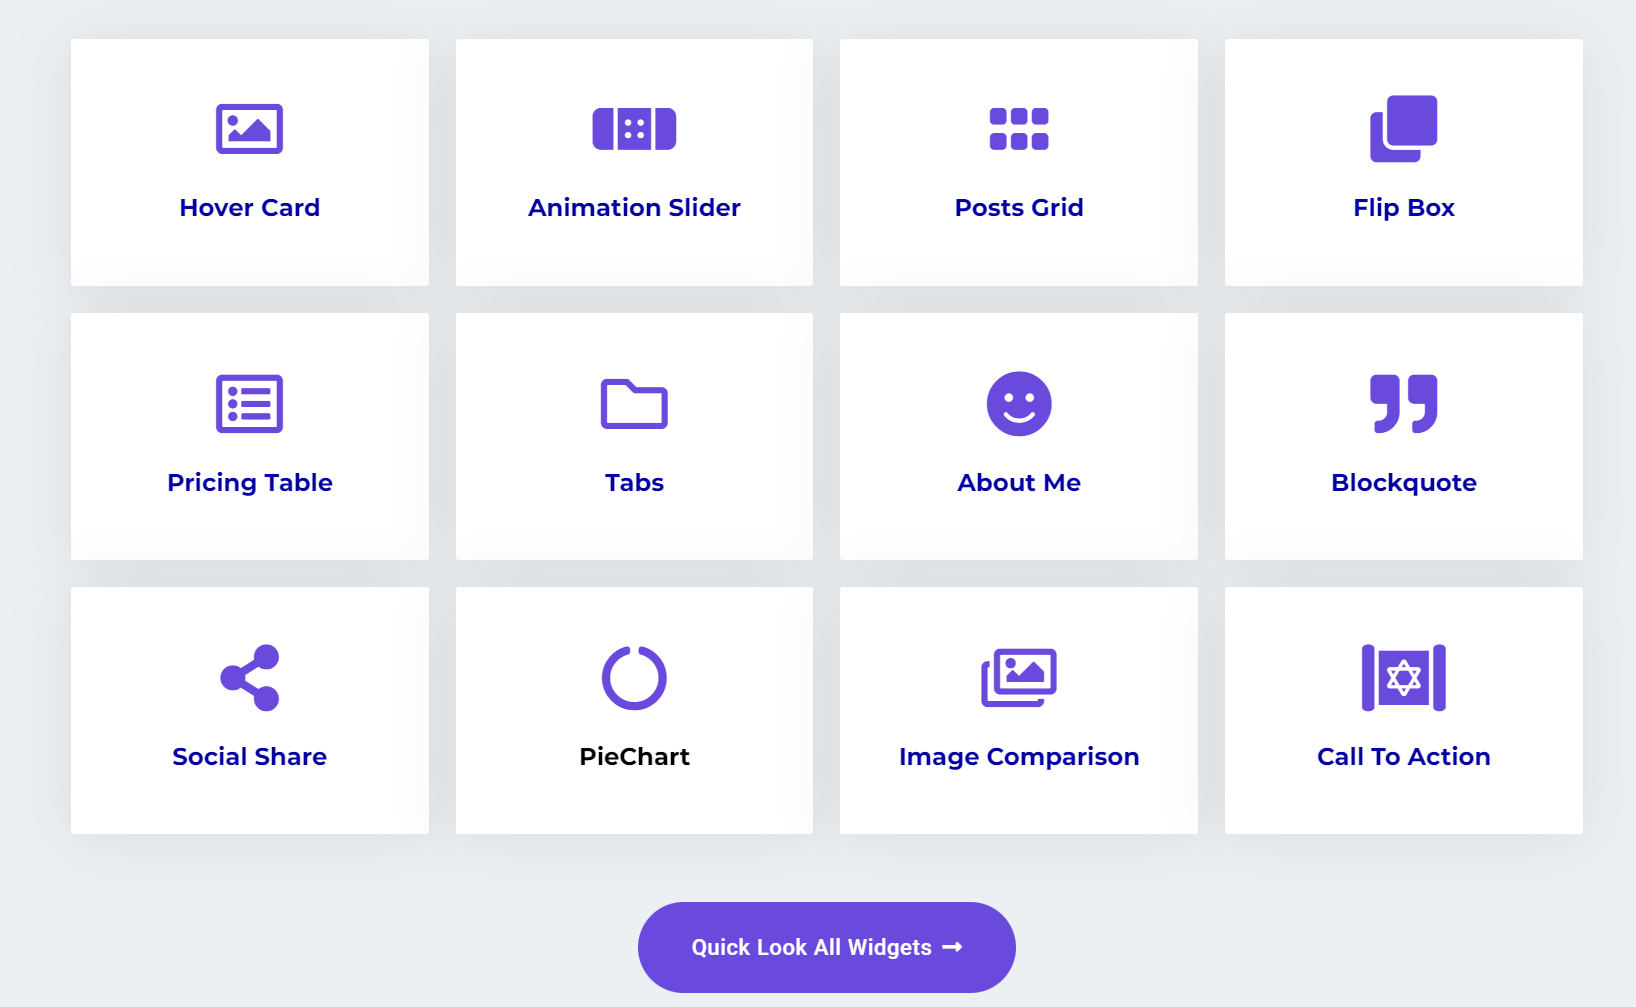 Hover Card
Animation Slider
Posts Grid
Flip Box
Pricing Table
Tabs
About Me
Blockquote
Social Share
PieChart
Image Comparison
Call To Action
Quick Look All Widgets